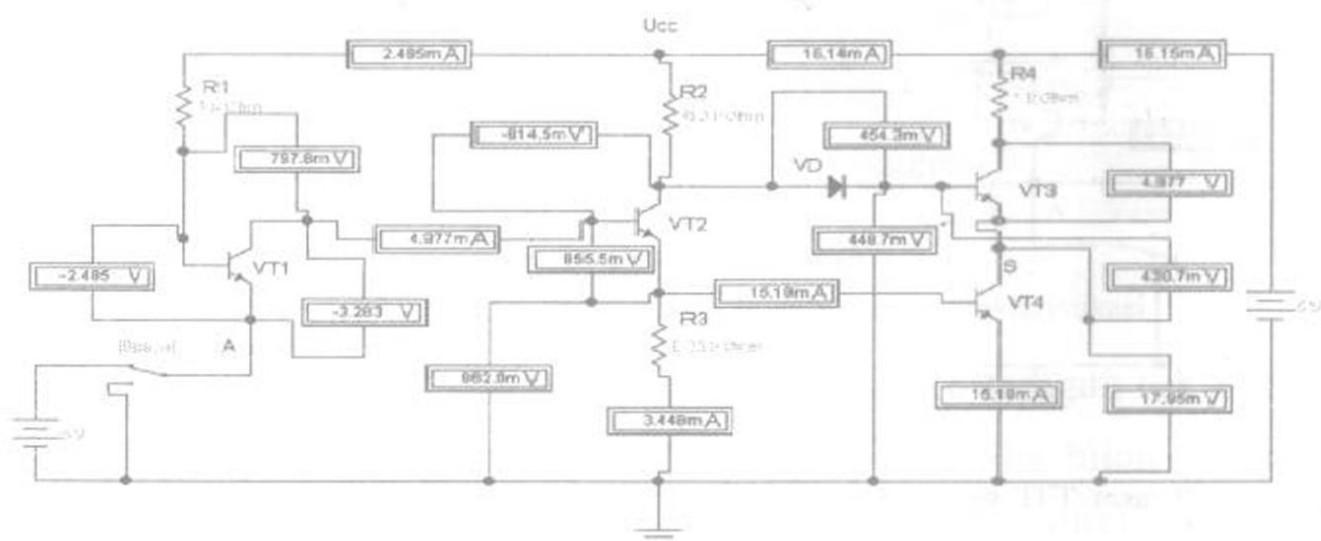 Ucc
2.485mA
16.14mA
16.15mA
R1
R2
R4
-814.5mV
454.3mV
797.8mV
VD
VT3
4.977 V
VT2
4.977mA
855.5mV
448.7mV
VT1
-2.485 V
S
430.7mV
-3.283 V
15.19mA
VT4
R3
A
862.8mV
15.19mA
17.95mV
3.448mA